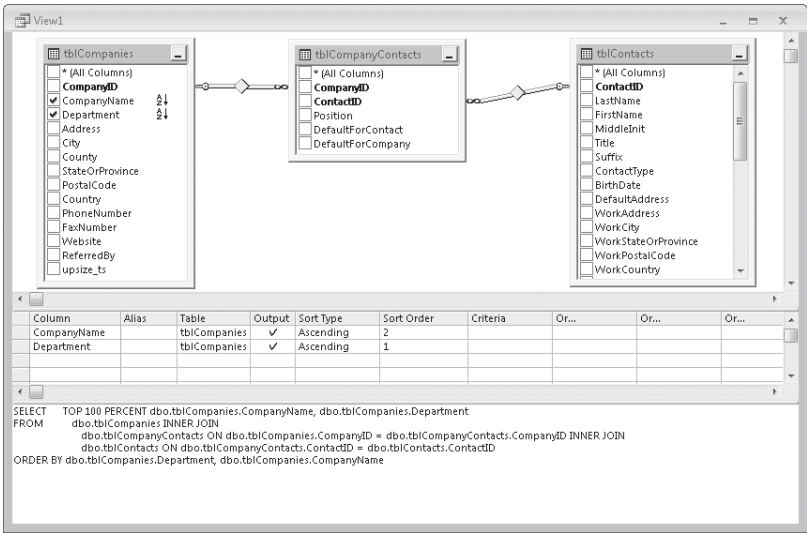 View1
tblCompanies
* (All Columns)
CompanyID
CompanyName
Department
Address
City
County
StateOrProvince
PostalCode
Country
PhoneNumber
FaxNumber
Website
ReferredBy
upsize_ts
tblCompanyContacts
* (All Columns)
CompanyID
ContactID
Position
DefaultForContact
DefaultForCompany
tblContacts
* (All Columns)
ContactID
LastName
FirstName
MiddleInit
Title
Suffix
ContactType
BirthDate
DefaultAddress
WorkAddress
WorkCity
WorkStateOrProvince
WorkPostalCode
WorkCountry
Column Alias Table Output Sort Type Sort Order Criteria Or... Or... Or...
CompanyName tblCompanies Ascending 2
Department tblCompanies Ascending 1
SELECT TOP 100 PERCENT dbo.tblCompanies.CompanyName, dbo.tblCompanies.Department
FROM dbo.tblCompanies INNER JOIN
dbo.tblCompanyContacts ON dbo.tblCompanies.CompanyID = dbo.tblCompanyContacts.CompanyID INNER JOIN
dbo.tblContacts ON dbo.tblCompanyContacts.ContactID = dbo.tblContacts.ContactID
ORDER BY dbo.tblCompanies.Department, dbo.tblCompanies.CompanyName